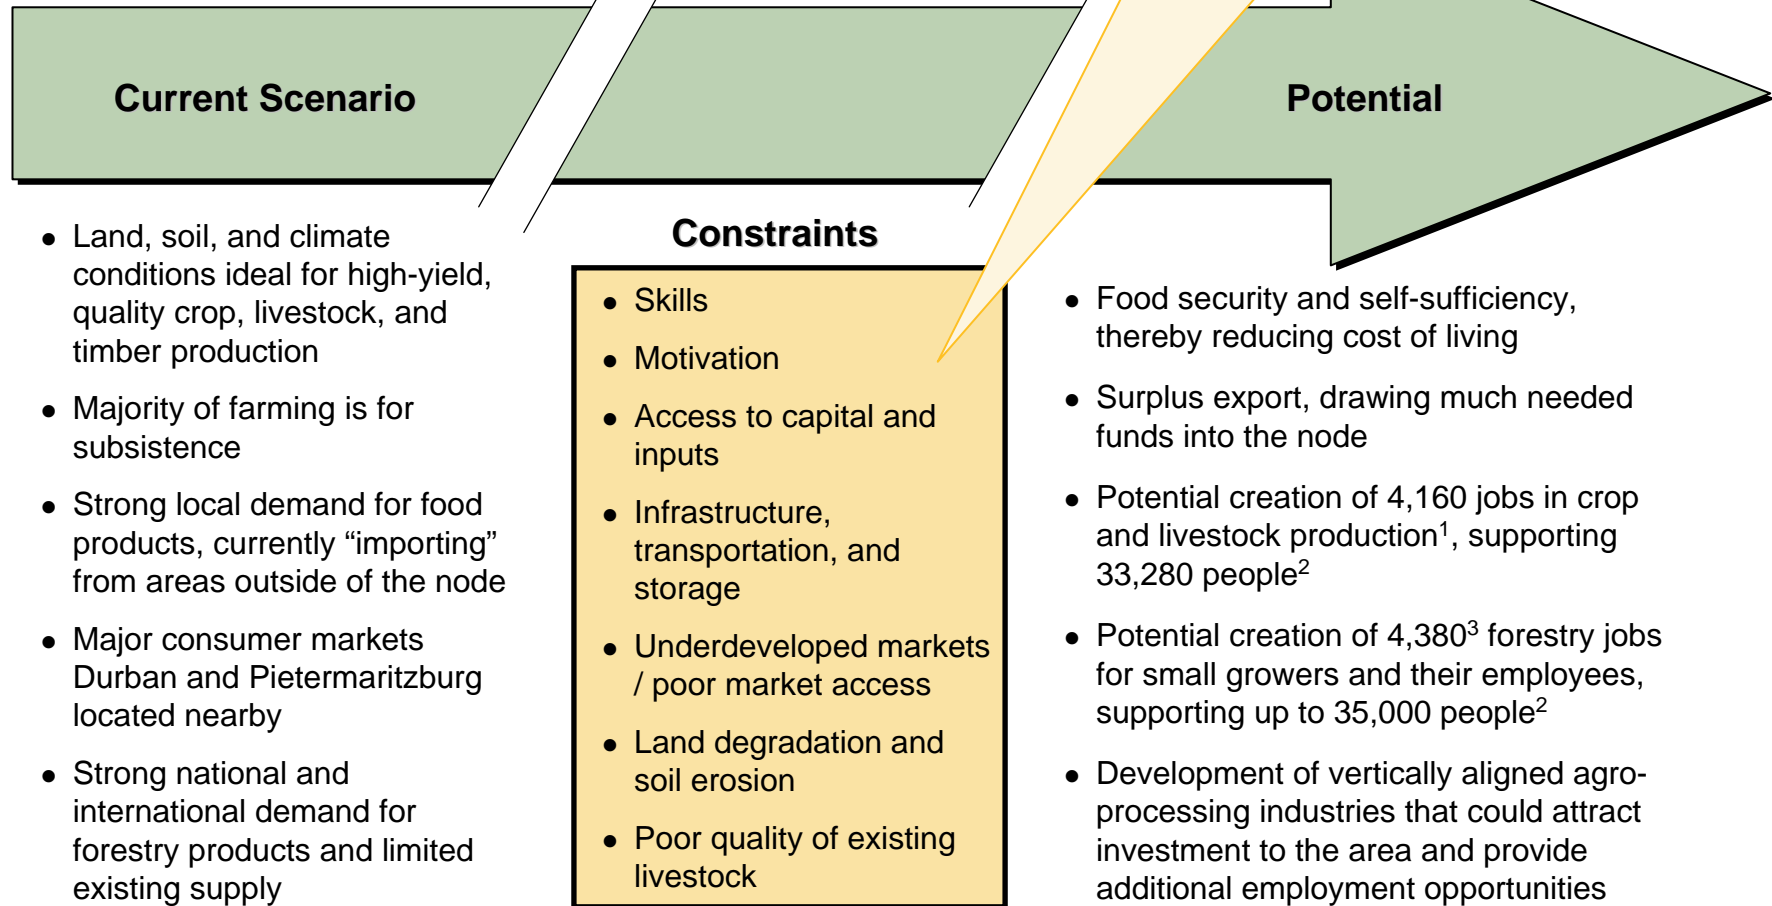 Current Scenario
Potential
● Land, soil, and climate
conditions ideal for high-yield,
quality crop, livestock, and
timber production
● Majority of farming is for
subsistence
● Strong local demand for food
products, currently “importing”
from areas outside of the node
● Major consumer markets
Durban and Pietermaritzburg
located nearby
● Strong national and
international demand for
forestry products and limited
existing supply
Constraints
● Skills
● Motivation
● Access to capital and
inputs
● Infrastructure,
transportation, and
storage
● Underdeveloped markets
/ poor market access
● Land degradation and
soil erosion
● Poor quality of existing
livestock
● Food security and self-sufficiency,
thereby reducing cost of living
● Surplus export, drawing much needed
funds into the node
● Potential creation of 4,160 jobs in crop
and livestock production¹, supporting
33,280 people²
● Potential creation of 4,380³ forestry jobs
for small growers and their employees,
supporting up to 35,000 people²
● Development of vertically aligned agro-
processing industries that could attract
investment to the area and provide
additional employment opportunities